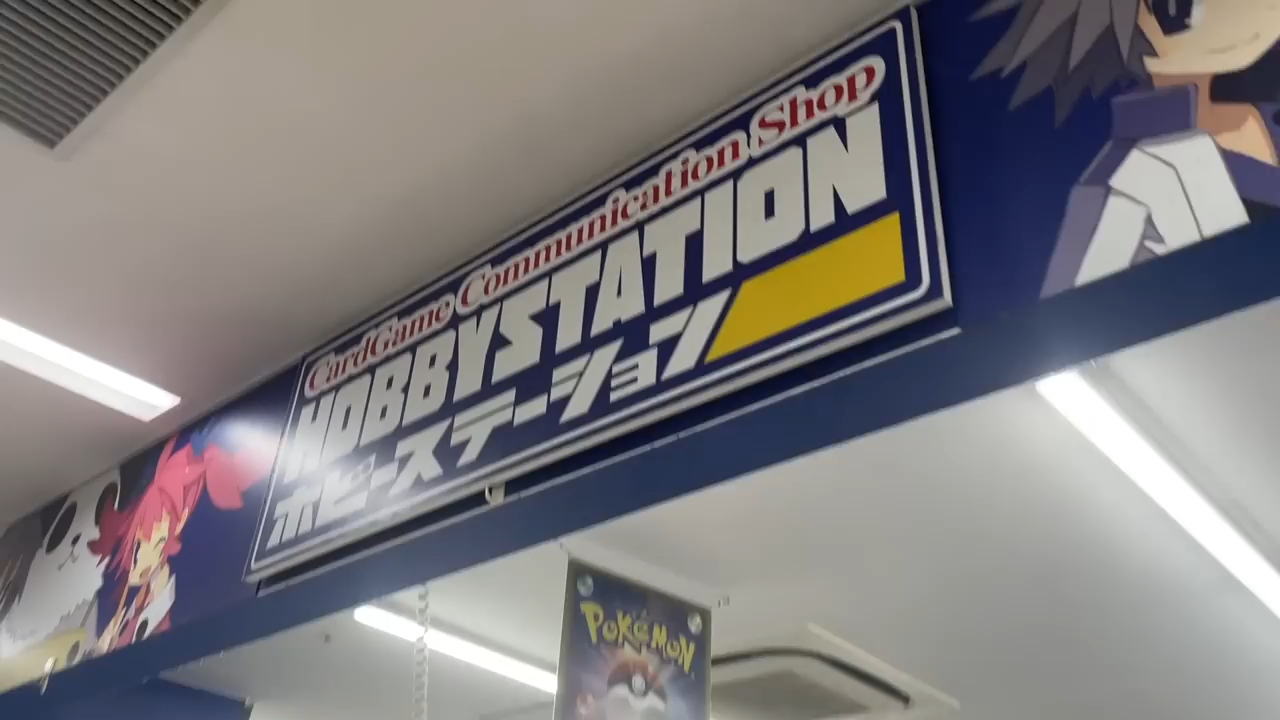 CardGame Communication Shop
HOBBYSTATION
ホビーステーション
POKéMON